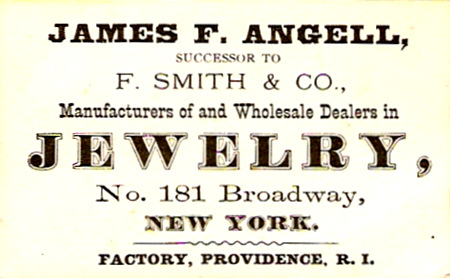 JAMES F. ANGELL,
SUCCESSOR TO
F. SMITH & CO.,
Manufacturers of and Wholesale Dealers in
JEWELRY,
No. 181 Broadway,
NEW YORK.
FACTORY, PROVIDENCE, R. I.